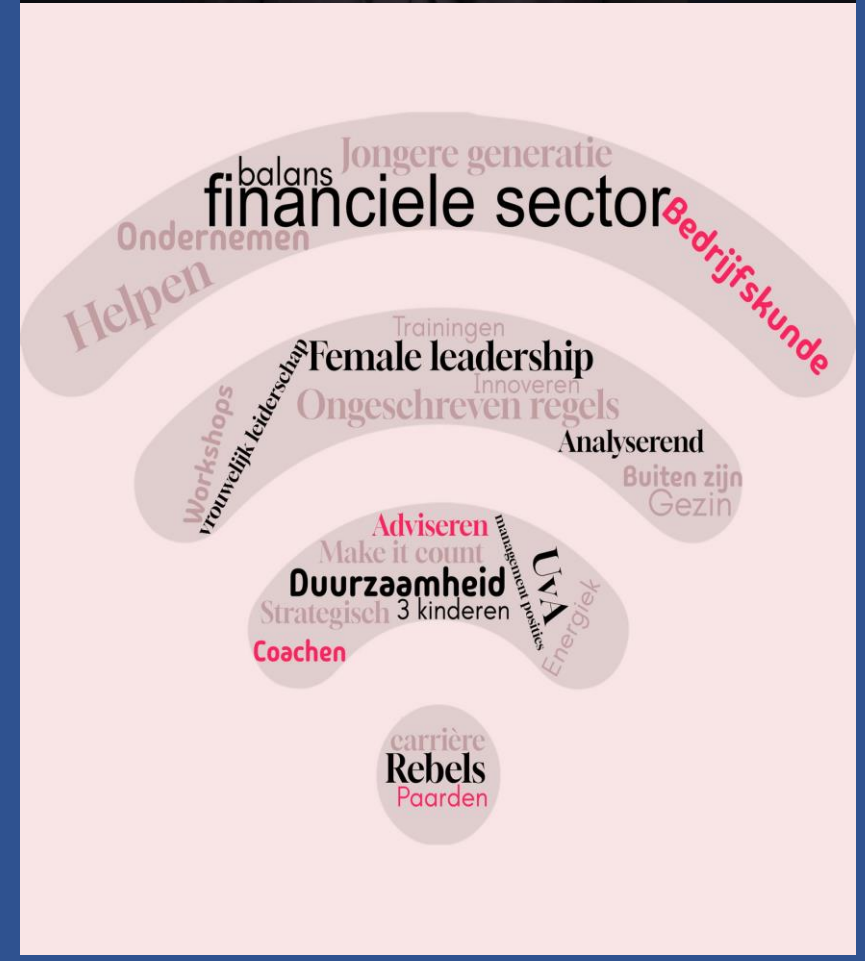 Jongere generatie
balans
financiele sector
Bedrijfskunde
Ondernemen
Helpen
Trainingen
Female leadership
Innoveren
Ongeschreven regels
vrouwelijk leiderschap
Workshops
Analyserend
Buiten zijn
Gezin
Adviseren
Make it count
Duurzaamheid
Strategisch
3 kinderen
management posities
UvA
Energiek
Coachen
carrière
Rebels
Paarden